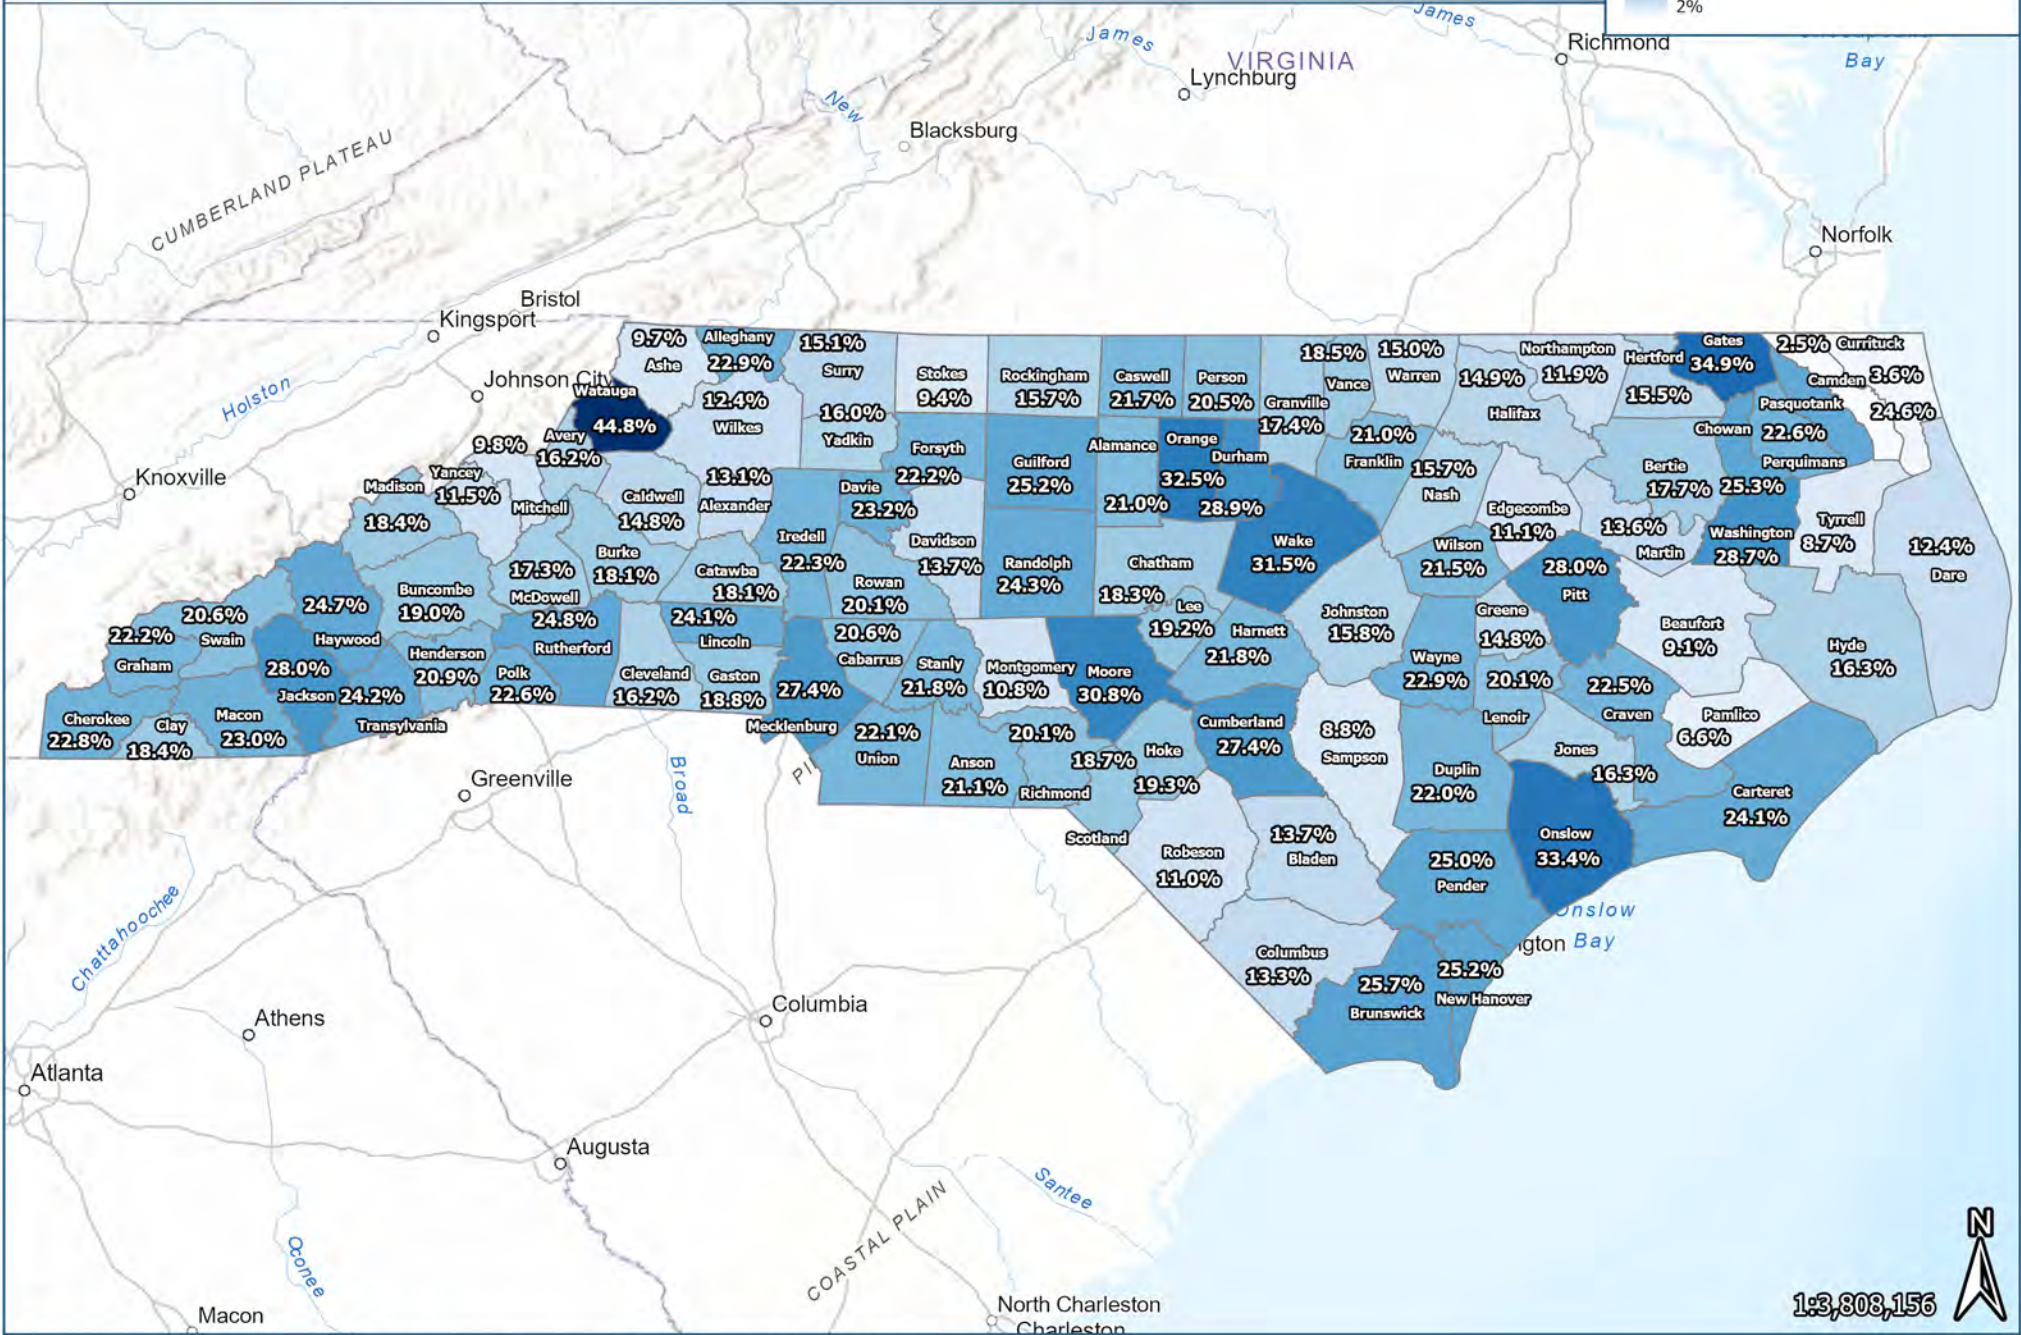 2%
James
James
VIRGINIA
Richmond
Bay
Lynchburg
New
Blacksburg
CUMBERLAND PLATEAU
Norfolk
Bristol
Kingsport
Johnson City
Holston
Knoxville
9.7%
Ashe
Alleghany
22.9%
15.1%
Surry
Stokes
9.4%
Rockingham
15.7%
Caswell
21.7%
Person
20.5%
Granville
17.4%
18.5%
Vance
15.0%
Warren
Northampton
11.9%
14.9%
Halifax
Hertford
15.5%
Gates
34.9%
2.5%
Currituck
Camden
3.6%
Pasquotank
24.6%
Chowan
22.6%
Perquimans
25.3%
Watauga
44.8%
12.4%
Wilkes
16.0%
Yadkin
Forsyth
22.2%
Guilford
25.2%
Alamance
21.0%
Orange
32.5%
Durham
28.9%
21.0%
Franklin
15.7%
Nash
Edgecombe
11.1%
Bertie
17.7%
13.6%
Martin
Washington
28.7%
Tyrrell
8.7%
12.4%
Dare
9.8%
Avery
16.2%
Yancey
11.5%
Mitchell
Madison
18.4%
Caldwell
14.8%
13.1%
Alexander
Davie
23.2%
Iredell
22.3%
Davidson
13.7%
Randolph
24.3%
Chatham
18.3%
Wake
31.5%
Wilson
21.5%
28.0%
Pitt
Burke
18.1%
Catawba
18.1%
Rowan
20.1%
17.3%
McDowell
Buncombe
19.0%
24.7%
Haywood
20.6%
Swain
22.2%
Graham
24.8%
Rutherford
24.1%
Lincoln
20.6%
Cabarrus
Lee
19.2%
Harnett
21.8%
Johnston
15.8%
Greene
14.8%
Beaufort
9.1%
Hyde
16.3%
28.0%
Jackson
24.2%
Transylvania
Henderson
20.9%
Polk
22.6%
Cleveland
16.2%
Gaston
18.8%
27.4%
Mecklenburg
Stanly
21.8%
Montgomery
10.8%
Moore
30.8%
Wayne
22.9%
20.1%
Lenoir
22.5%
Craven
Pamlico
6.6%
Cherokee
22.8%
Clay
18.4%
Macon
23.0%
22.1%
Union
Anson
21.1%
20.1%
Richmond
18.7%
Scotland
Hoke
19.3%
Cumberland
27.4%
8.8%
Sampson
Duplin
22.0%
Jones
16.3%
Carteret
24.1%
Onslow
33.4%
Robeson
11.0%
13.7%
Bladen
25.0%
Pender
Columbus
13.3%
25.7%
Brunswick
25.2%
New Hanover
Onslow
Bay
Greenville
Broad
Chattahoochee
Athens
Columbia
Atlanta
Augusta
Oconee
Santee
COASTAL PLAIN
Macon
North Charleston
Charleston
N
1:3,808,156